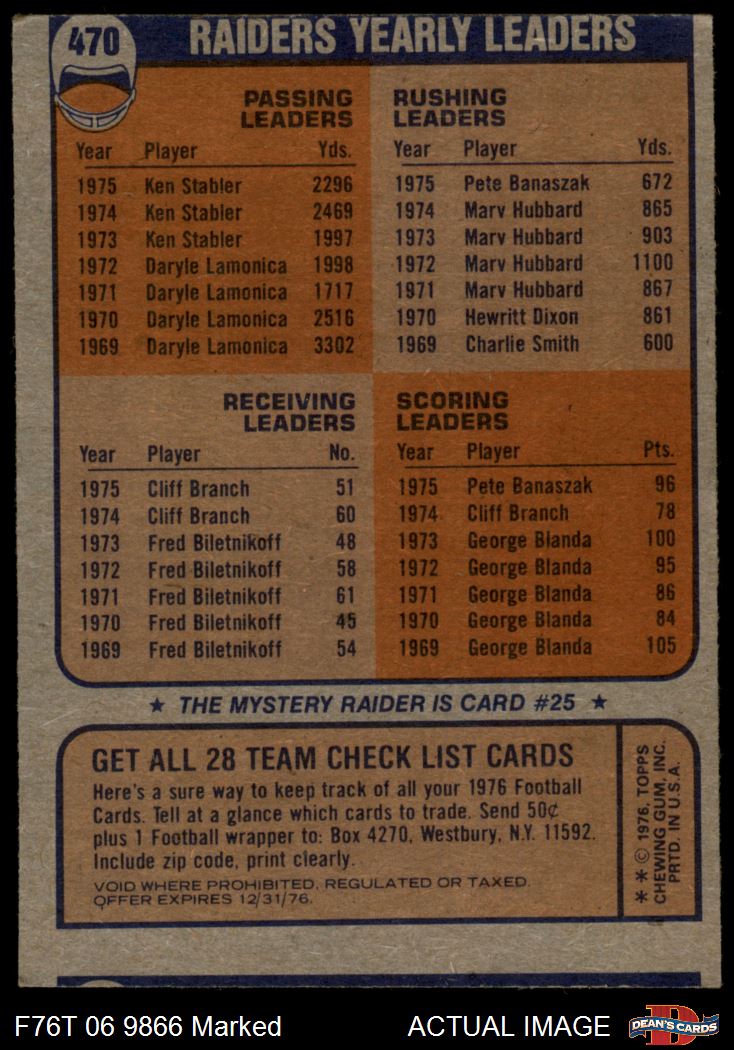 470
RAIDERS YEARLY LEADERS
PASSING
LEADERS
Year Player Yds.
1975 Ken Stabler 2296
1974 Ken Stabler 2469
1973 Ken Stabler 1997
1972 Daryle Lamonica 1998
1971 Daryle Lamonica 1717
1970 Daryle Lamonica 2516
1969 Daryle Lamonica 3302
RUSHING
LEADERS
Year Player Yds.
1975 Pete Banaszak 672
1974 Marv Hubbard 865
1973 Marv Hubbard 903
1972 Marv Hubbard 1100
1971 Marv Hubbard 867
1970 Hewritt Dixon 861
1969 Charlie Smith 600
RECEIVING
LEADERS
Year Player No.
1975 Cliff Branch 51
1974 Cliff Branch 60
1973 Fred Biletnikoff 48
1972 Fred Biletnikoff 58
1971 Fred Biletnikoff 61
1970 Fred Biletnikoff 45
1969 Fred Biletnikoff 54
SCORING
LEADERS
Year Player Pts.
1975 Pete Banaszak 96
1974 Cliff Branch 78
1973 George Blanda 100
1972 George Blanda 95
1971 George Blanda 86
1970 George Blanda 84
1969 George Blanda 105
★ THE MYSTERY RAIDER IS CARD #25 ★
GET ALL 28 TEAM CHECK LIST CARDS
Here's a sure way to keep track of all your 1976 Football
Cards. Tell at a glance which cards to trade. Send 50¢
plus 1 Football wrapper to: Box 4270, Westbury, N.Y. 11592.
Include zip code, print clearly.
VOID WHERE PROHIBITED, REGULATED OR TAXED.
OFFER EXPIRES 12/31/76.
* * © 1976, TOPPS
CHEWING GUM, INC.
PRTD. IN U.S.A.
F76T 06 9866 Marked
ACTUAL IMAGE
DEAN'S CARDS